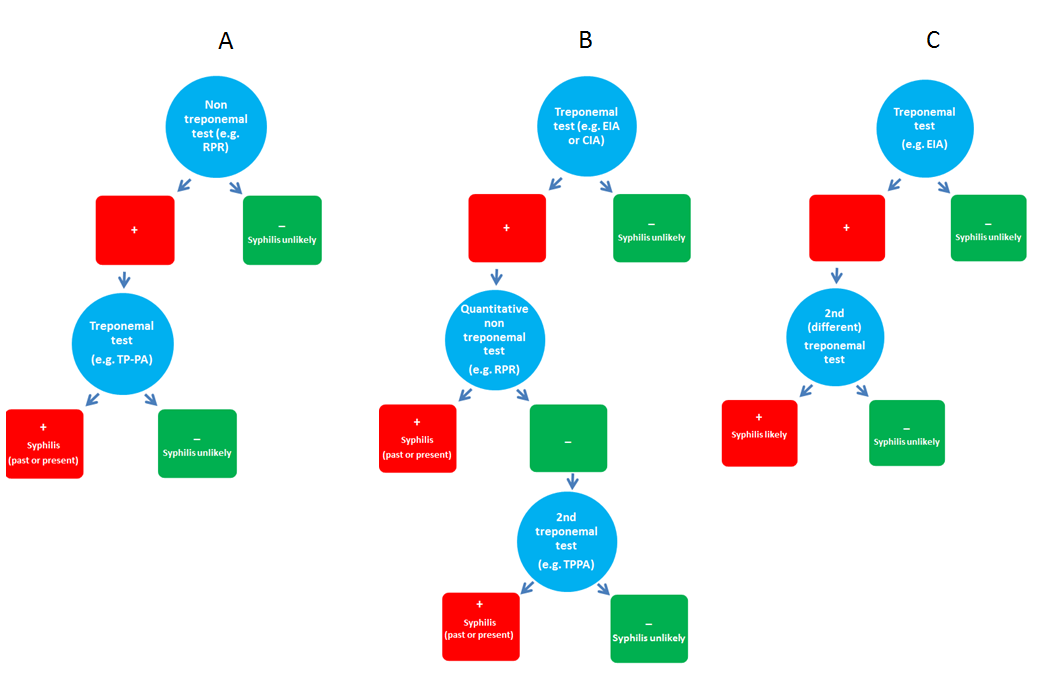 A
Non
treponemal
test (e.g.
RPR)
+
–
Syphilis unlikely
Treponemal
test
(e.g. TP-PA)
+
Syphilis
(past or present)
–
Syphilis unlikely
B
Treponemal
test (e.g. EIA
or CIA)
+
–
Syphilis unlikely
Quantitative
non
treponemal
test
(e.g. RPR)
+
Syphilis
(past or present)
–
2nd
treponemal
test
(e.g. TPPA)
+
Syphilis
(past or present)
–
Syphilis unlikely
C
Treponemal
test
(e.g. EIA)
+
–
Syphilis unlikely
2nd
(different)
treponemal
test
+
Syphilis likely
–
Syphilis unlikely